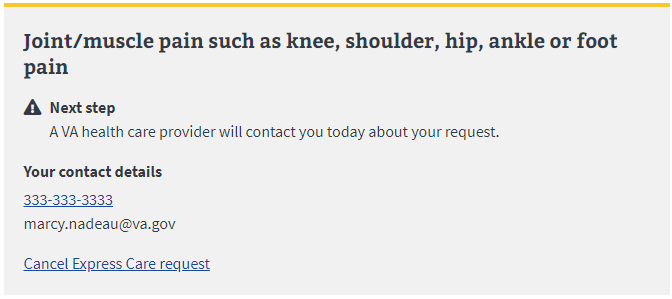 Joint/muscle pain such as knee, shoulder, hip, ankle or foot
pain
Next step
A VA health care provider will contact you today about your request.
Your contact details
333-333-3333
marcy.nadeau@va.gov
Cancel Express Care request